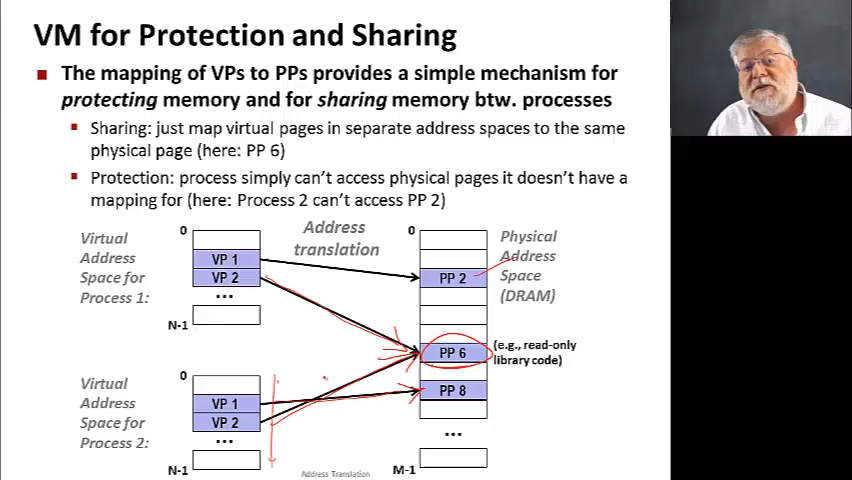 VM for Protection and Sharing
The mapping of VPs to PPs provides a simple mechanism for
protecting memory and for sharing memory btw. processes
Sharing: just map virtual pages in separate address spaces to the same
physical page (here: PP 6)
Protection: process simply can't access physical pages it doesn't have a
mapping for (here: Process 2 can't access PP 2)
Virtual
Address
Space for
Process 1:
0
VP 1
VP 2
...
N-1
Address
translation
0
PP 2
PP 6
PP 8
...
M-1
Physical
Address
Space
(DRAM)
(e.g., read-only
library code)
Virtual
Address
Space for
Process 2:
0
VP 1
VP 2
...
N-1
Address Translation